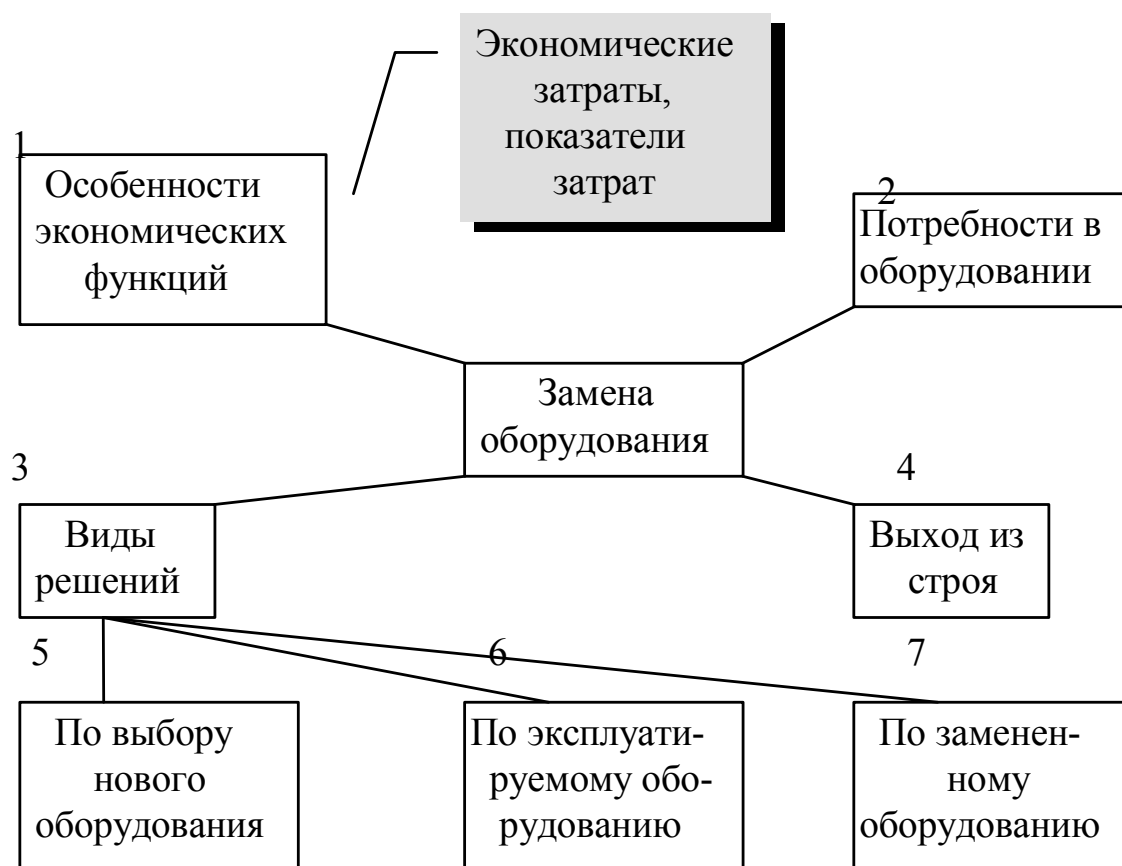 Экономические
затраты,
показатели
затрат
1
Особенности
экономических
функций
2
Потребности в
оборудовании
Замена
оборудования
3
Виды
решений
4
Выход из
строя
5
По выбору
нового
оборудования
6
По эксплуати-
руемому обо-
рудованию
7
По заменен-
ному
оборудованию